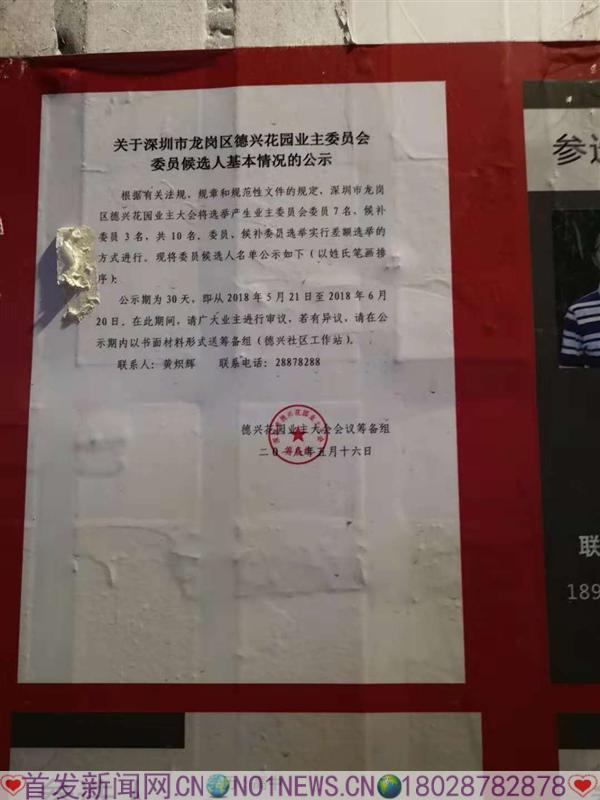 关于深圳市龙岗区德兴花园业主委员会
委员候选人基本情况的公示
根据有关法规，规章和规范性文件的规定，深圳市龙岗
区德兴花园业主大会将选举产生业主委员会委员7名，候补
委员3名，共10名。委员、候补委员选举实行差额选举的
方式进行。现将委员候选人名单公示如下（以姓氏笔画排
序）：
公示期为30天，即从2018年5月21日至2018年6月
20日。在此期间，请广大业主进行审议，若有异议，请在公
示期内以书面材料形式送筹备组（德兴社区工作站）。
联系人：黄炽辉 联系电话：28878288
德兴花园业主大会会议筹备组
二〇一八年五月十六日
参选
联
189
首发新闻网.CN NO1NEWS.CN 18028782878